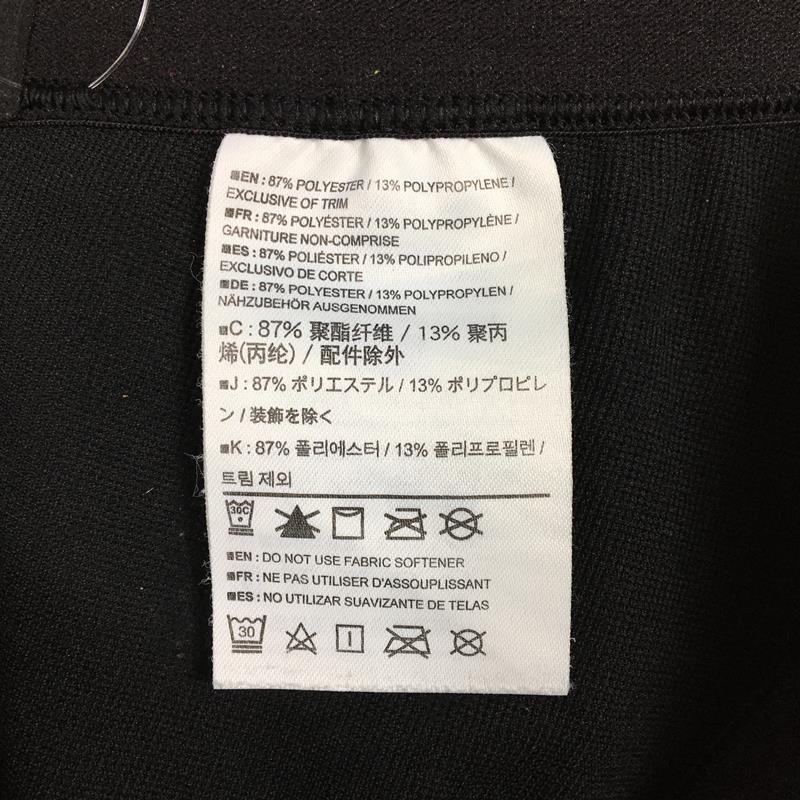 EN : 87% POLYESTER / 13% POLYPROPYLENE /
EXCLUSIVE OF TRIM
FR : 87% POLYÉSTER / 13% POLYPROPYLÈNE /
GARNITURE NON-COMPRISE
ES : 87% POLIÉSTER / 13% POLIPROPILENO /
EXCLUSIVO DE CORTE
DE : 87% POLYESTER / 13% POLYPROPYLEN /
NÄHZUBEHÖR AUSGENOMMEN
C : 87% 聚酯纤维 / 13% 聚丙
烯(丙纶) / 配件除外
J : 87% ポリエステル / 13% ポリプロピレ
ン / 装飾を除く
K : 87% 폴리에스터 / 13% 폴리프로필렌 /
트림 제외
30C
EN : DO NOT USE FABRIC SOFTENER
FR : NE PAS UTILISER D'ASSOUPLISSANT
ES : NO UTILIZAR SUAVIZANTE DE TELAS
30